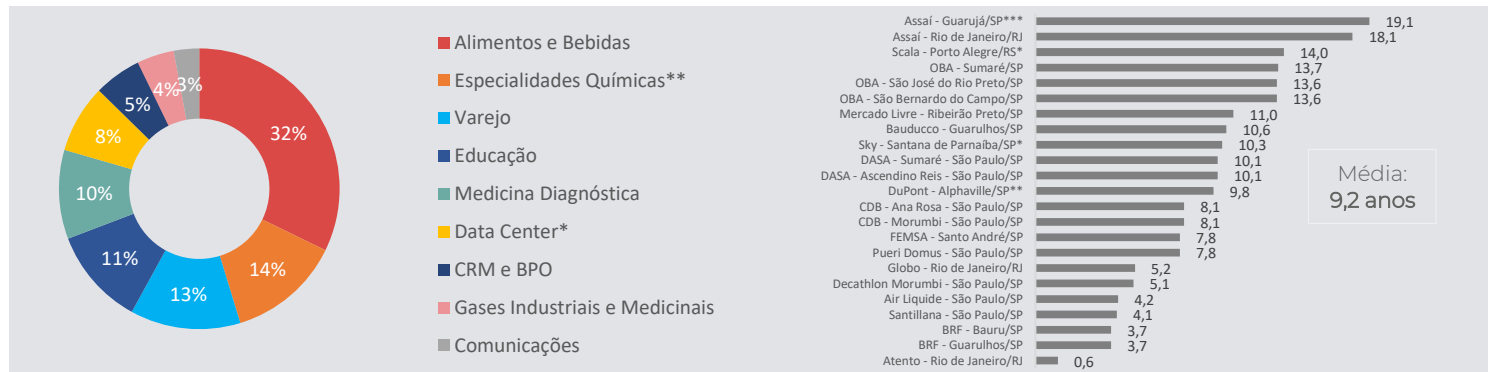 32%
14%
13%
11%
10%
8%
5%
4%
3%
Alimentos e Bebidas
Especialidades Químicas**
Varejo
Educação
Medicina Diagnóstica
Data Center*
CRM e BPO
Gases Industriais e Medicinais
Comunicações
Assaí - Guarujá/SP*** 19,1
Assaí - Rio de Janeiro/RJ 18,1
Scala - Porto Alegre/RS* 14,0
OBA - Sumaré/SP 13,7
OBA - São José do Rio Preto/SP 13,6
OBA - São Bernardo do Campo/SP 13,6
Mercado Livre - Ribeirão Preto/SP 11,0
Bauducco - Guarulhos/SP 10,6
Sky - Santana de Parnaíba/SP* 10,3
DASA - Sumaré - São Paulo/SP 10,1
DASA - Ascendino Reis - São Paulo/SP 10,1
DuPont - Alphaville/SP** 9,8
CDB - Ana Rosa - São Paulo/SP 8,1
CDB - Morumbi - São Paulo/SP 8,1
FEMSA - Santo André/SP 7,8
Pueri Domus - São Paulo/SP 7,8
Globo - Rio de Janeiro/RJ 5,2
Decathlon Morumbi - São Paulo/SP 5,1
Air Liquide - São Paulo/SP 4,2
Santillana - São Paulo/SP 4,1
BRF - Bauru/SP 3,7
BRF - Guarulhos/SP 3,7
Atento - Rio de Janeiro/RJ 0,6
Média:
9,2 anos